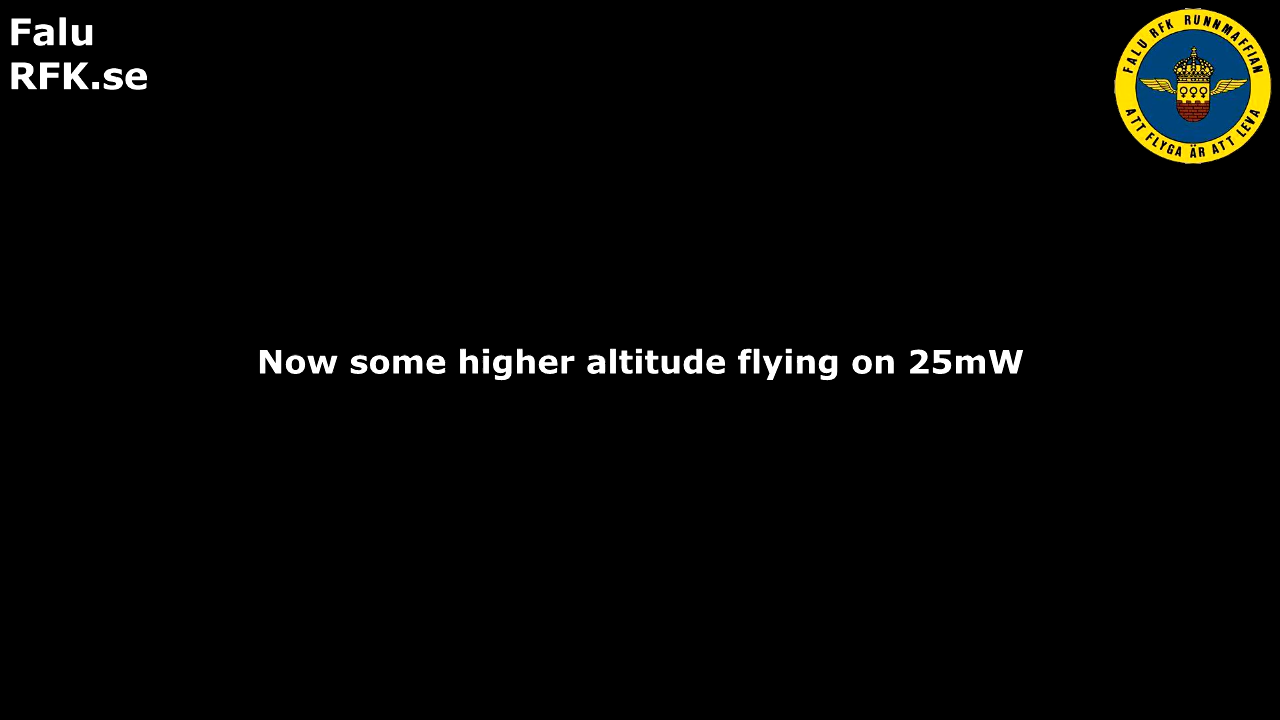 Falu
RFK.se
FALU RFK RUNNMAFFIAN
ATT FLYGA ÄR ATT LEVA
Now some higher altitude flying on 25mW